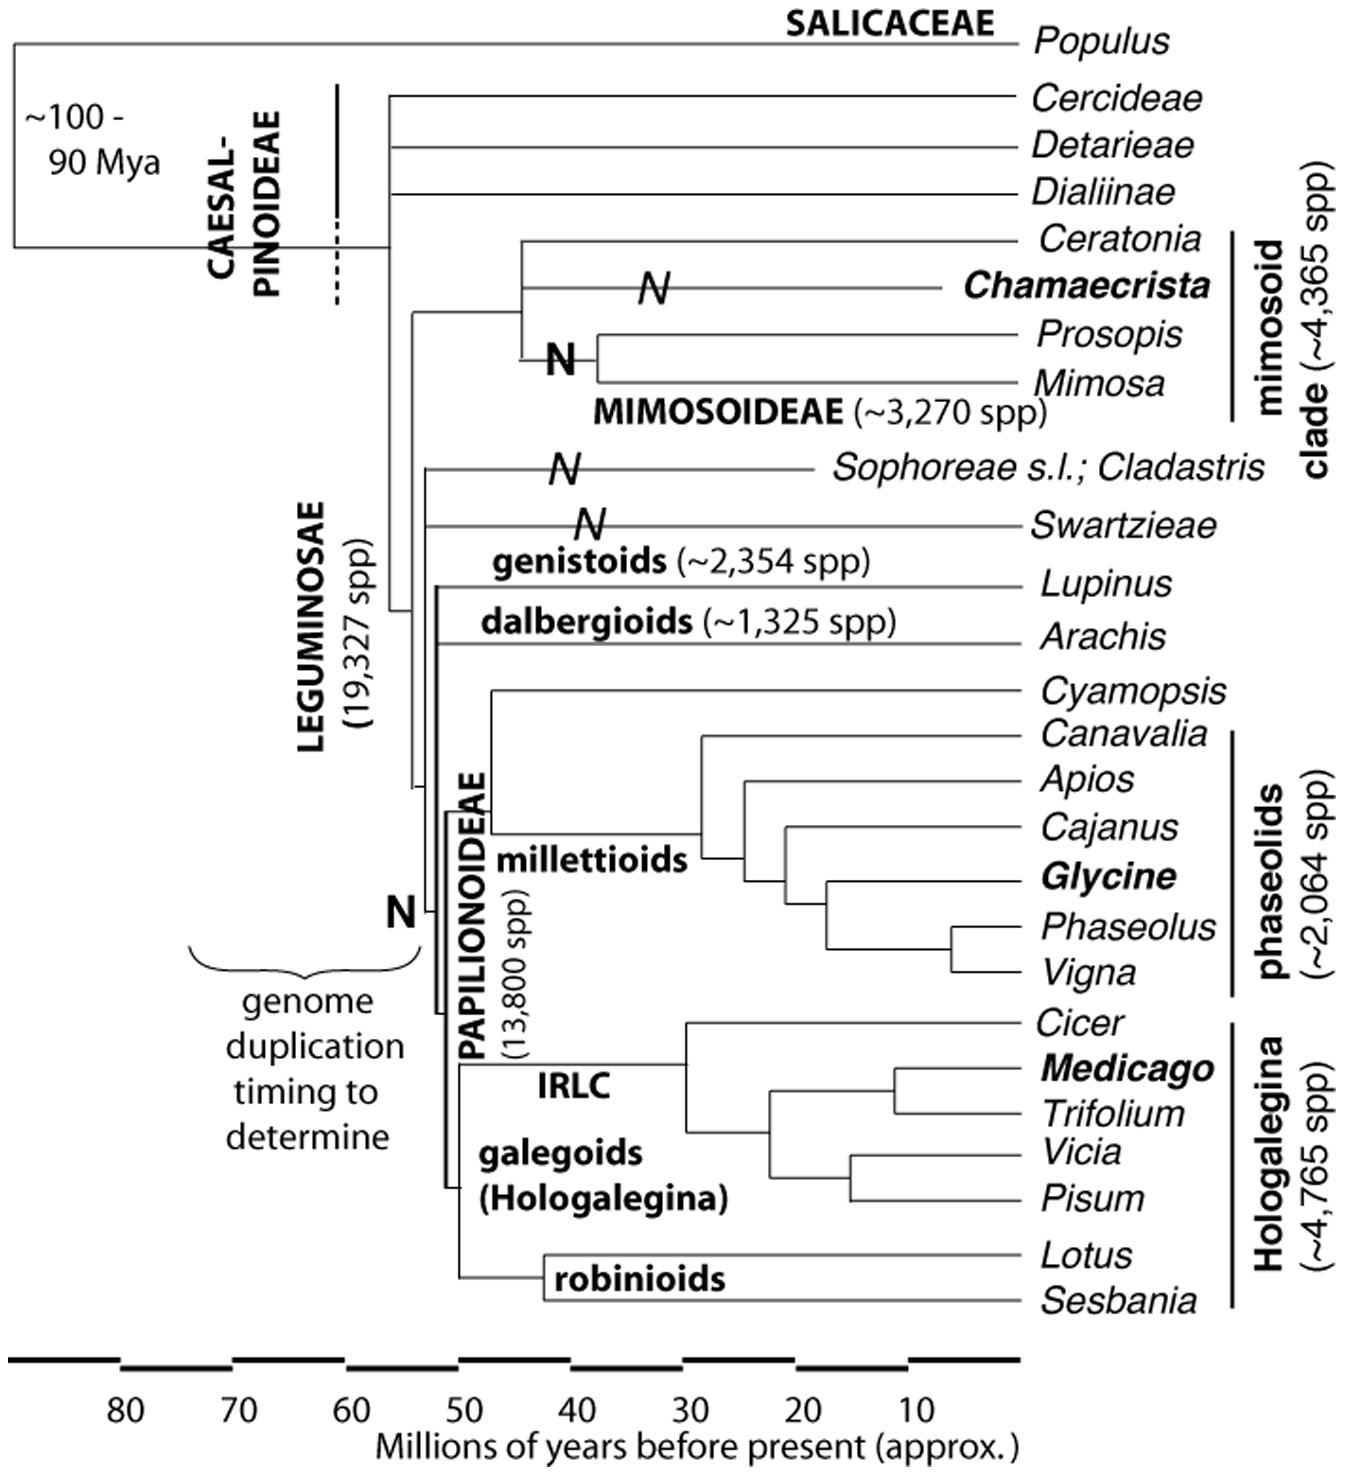 SALICACEAE
Populus
~100 -
90 Mya
CAESAL-
PINOIDEAE
Cercideae
Detarieae
Dialiinae
Ceratonia
N
Chamaecrista
Prosopis
N
Mimosa
MIMOSOIDEAE (~3,270 spp)
mimosoid
clade (~4,365 spp)
N
Sophoreae s.l.; Cladastris
N
Swartzieae
LEGUMINOSAE
(19,327 spp)
genistoids (~2,354 spp)
Lupinus
dalbergioids (~1,325 spp)
Arachis
Cyamopsis
Canavalia
Apios
Cajanus
millettioids
Glycine
Phaseolus
Vigna
phaseolids
(~2,064 spp)
PAPILIONOIDEAE
(13,800 spp)
N
genome
duplication
timing to
determine
Cicer
IRLC
Medicago
Trifolium
galegoids
(Hologalegina)
Vicia
Pisum
Lotus
robinioids
Sesbania
Hologalegina
(~4,765 spp)
80 70 60 50 40 30 20 10
Millions of years before present (approx.)